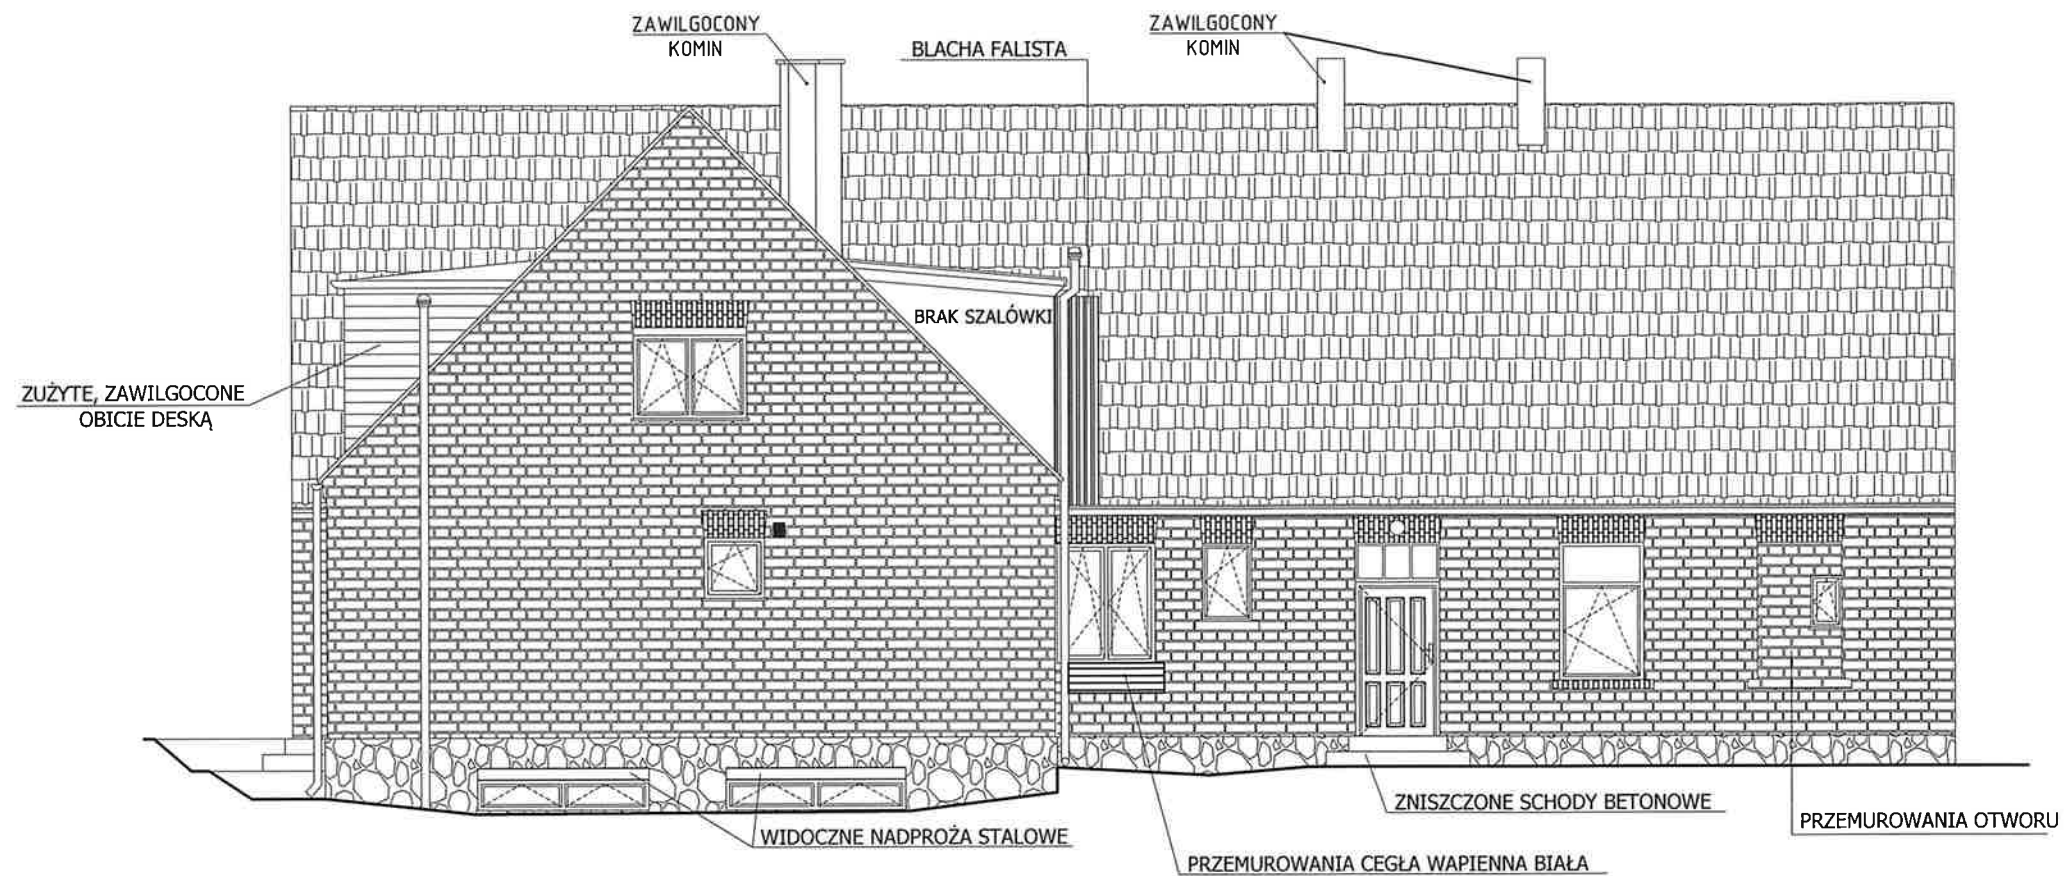 ZAWILGOCONY
KOMIN
BLACHA FALISTA
ZAWILGOCONY
KOMIN
BRAK SZALÓWKI
ZUŻYTE, ZAWILGOCONE
OBICIE DESKĄ
WIDOCZNE NADPROŻA STALOWE
ZNISZCZONE SCHODY BETONOWE
PRZEMUROWANIA OTWORU
PRZEMUROWANIA CEGŁA WAPIENNA BIAŁA